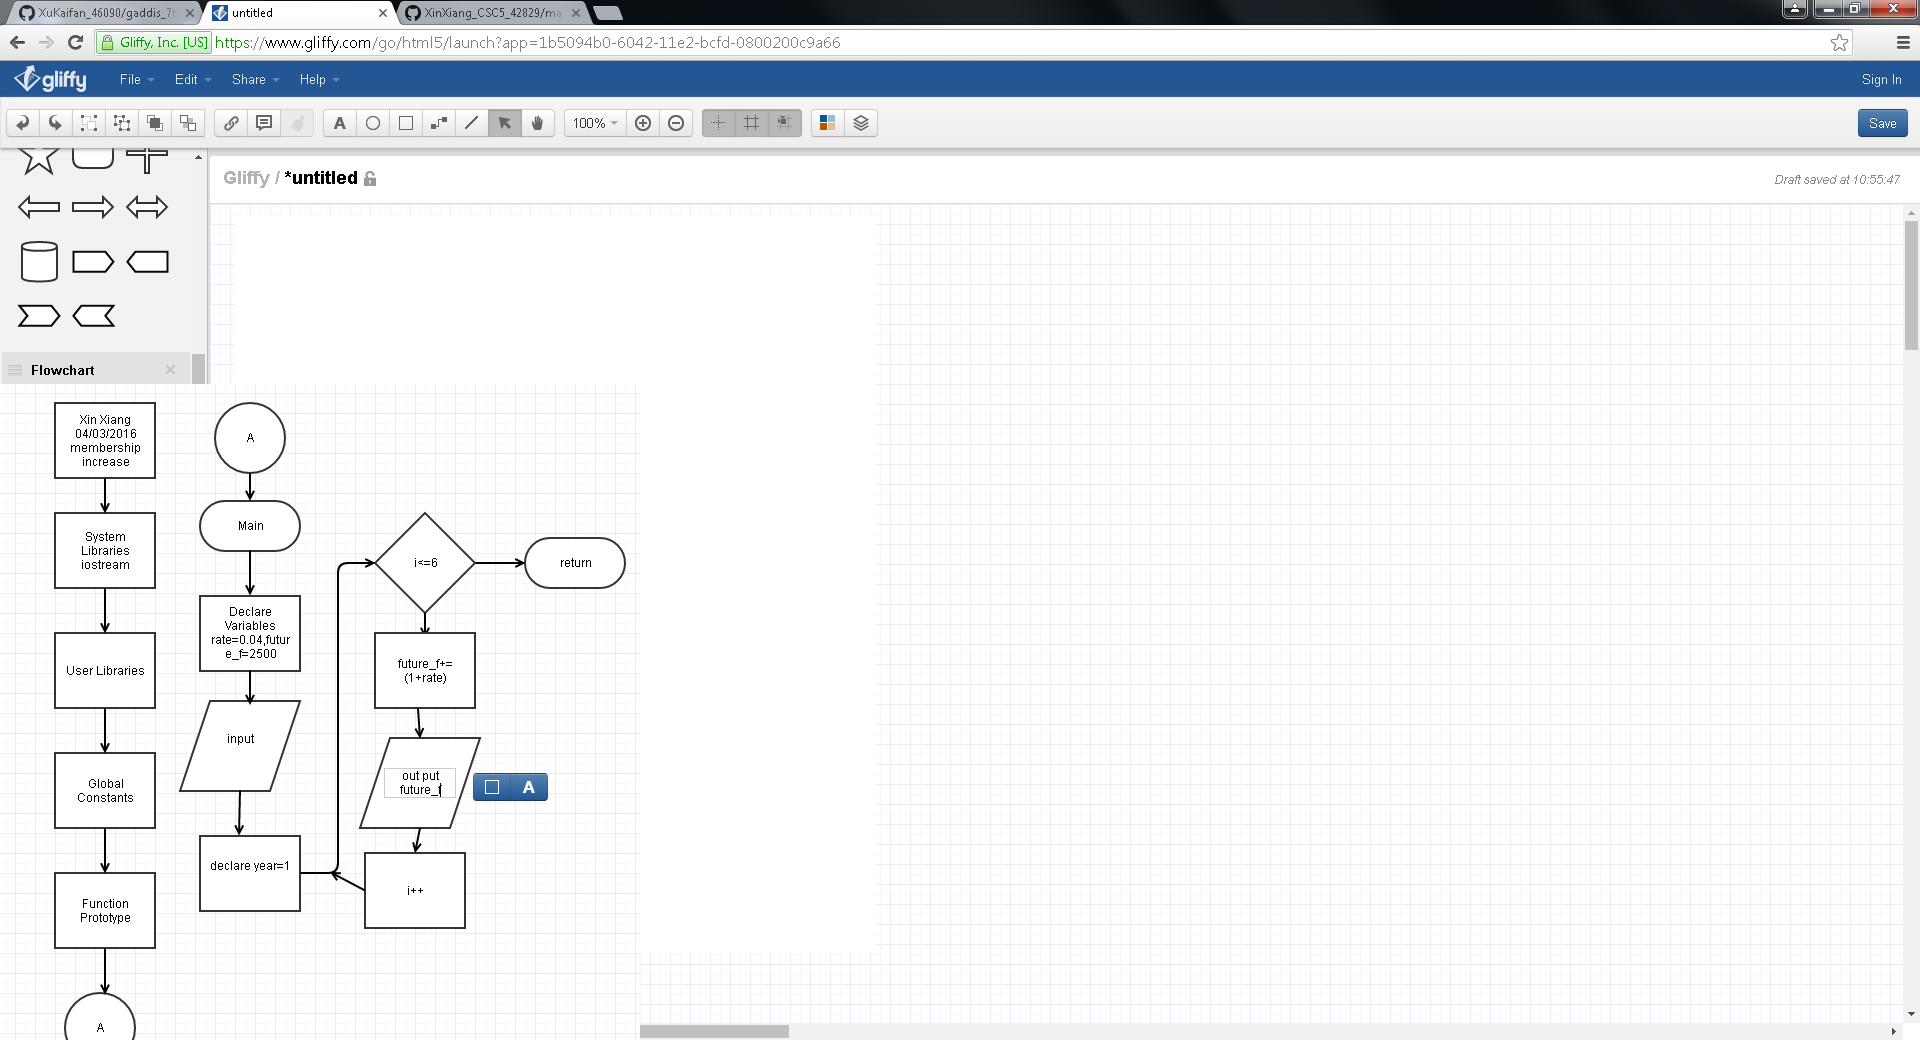 XuKaifan_46090/gaddis_7t
untitled
XinXiang_CSC5_42829/ma
Gliffy, Inc. [US]
https://www.gliffy.com/go/html5/launch?app=1b5094b0-6042-11e2-bcfd-0800200c9a66
gliffy
File
Edit
Share
Help
Sign In
A
100%
Save
Gliffy / *untitled
Draft saved at 10:55:47
Flowchart
Xin Xiang
04/03/2016
membership
increase
System
Libraries
iostream
User Libraries
Global
Constants
Function
Prototype
A
A
Main
Declare
Variables
rate=0.04,futur
e_f=2500
input
declare year=1
i<=6
return
future_f+=
(1+rate)
out put
future_f
A
i++